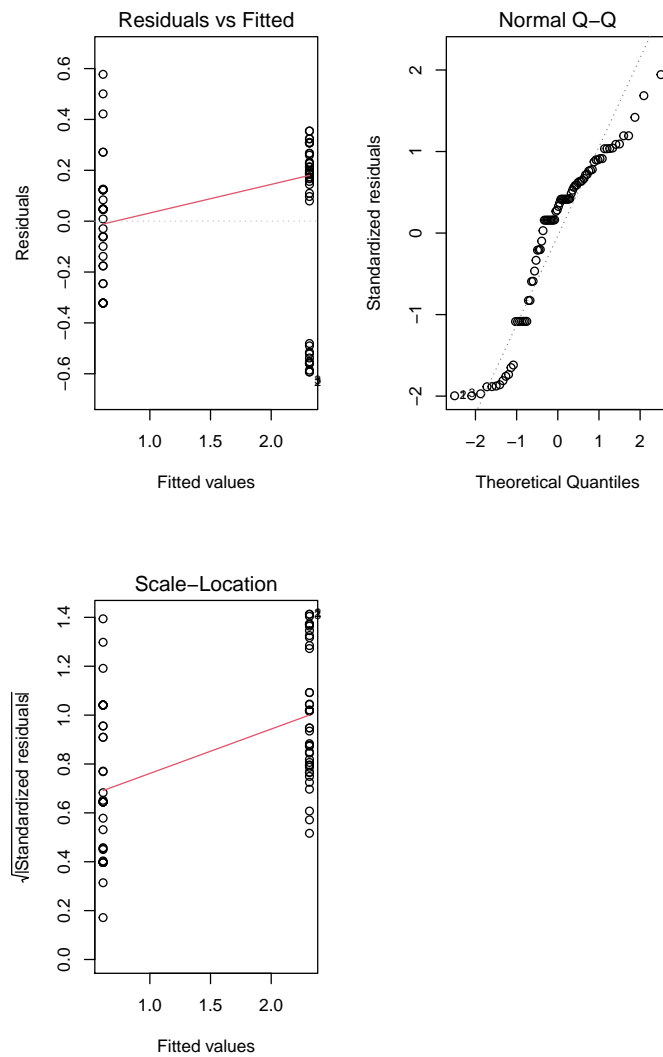 Residuals vs Fitted
Residuals
0.6
0.4
0.2
0.0
−0.2
−0.4
−0.6
1.0 1.5 2.0
Fitted values
Normal Q−Q
Standardized residuals
2
1
0
−1
−2
−2 −1 0 1 2
Theoretical Quantiles
Scale−Location
√|Standardized residuals|
1.4
1.2
1.0
0.8
0.6
0.4
0.2
0.0
1.0 1.5 2.0
Fitted values